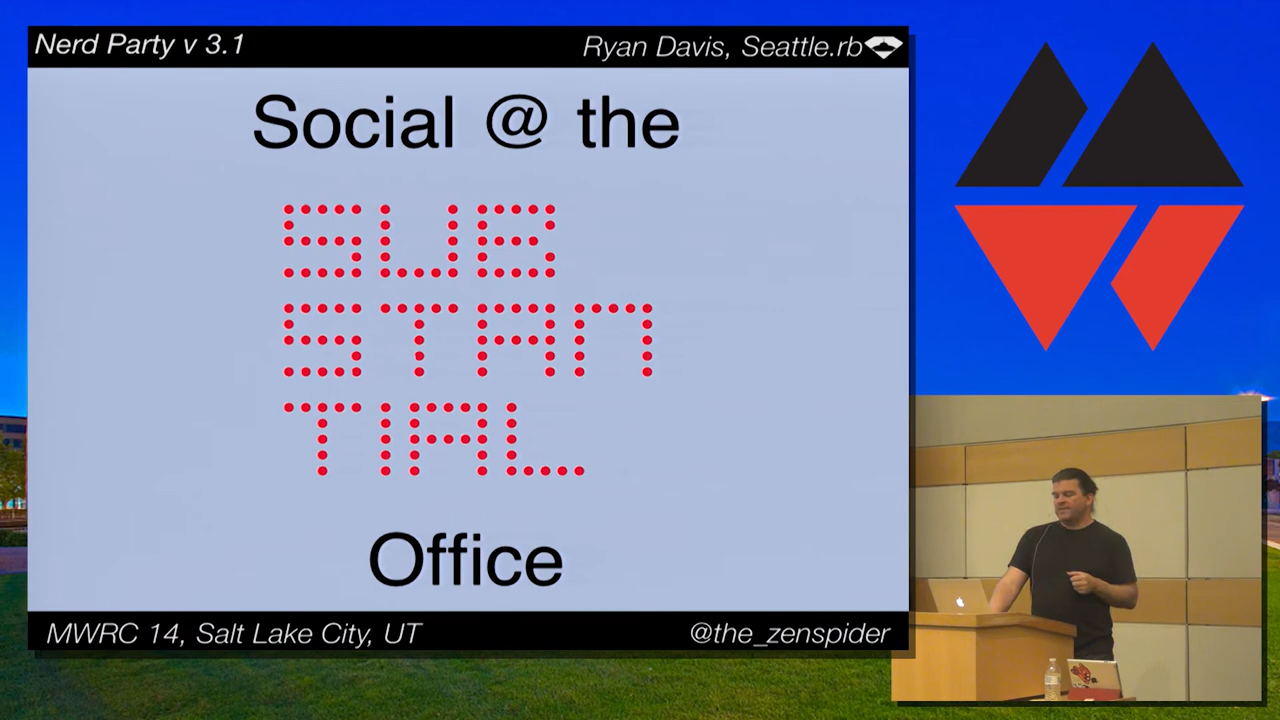 Nerd Party v 3.1
Ryan Davis, Seattle.rb
Social @ the
SUB
STAN
TIAL
Office
MWRC 14, Salt Lake City, UT
@the_zenspider